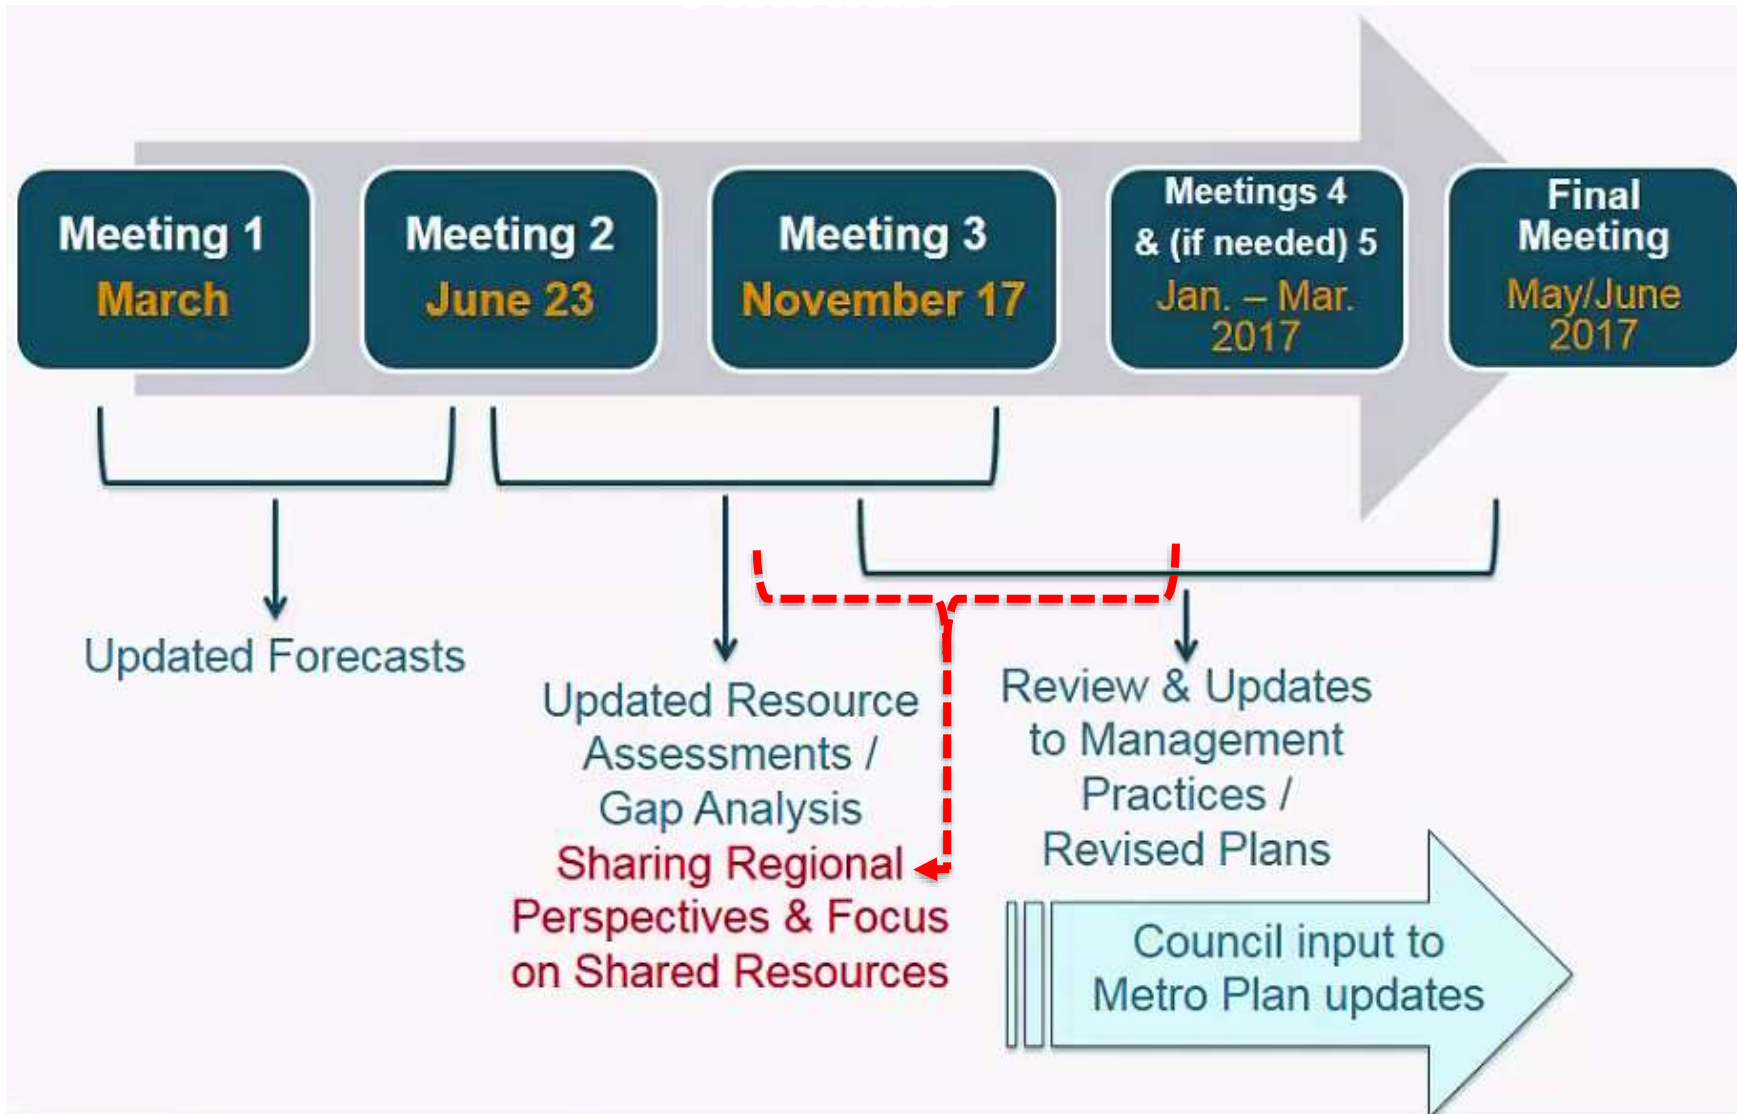 Meeting 1
March
Meeting 2
June 23
Meeting 3
November 17
Meetings 4
& (if needed) 5
Jan. – Mar.
2017
Final
Meeting
May/June
2017
Updated Forecasts
Updated Resource
Assessments /
Gap Analysis
Sharing Regional
Perspectives & Focus
on Shared Resources
Review & Updates
to Management
Practices /
Revised Plans
Council input to
Metro Plan updates